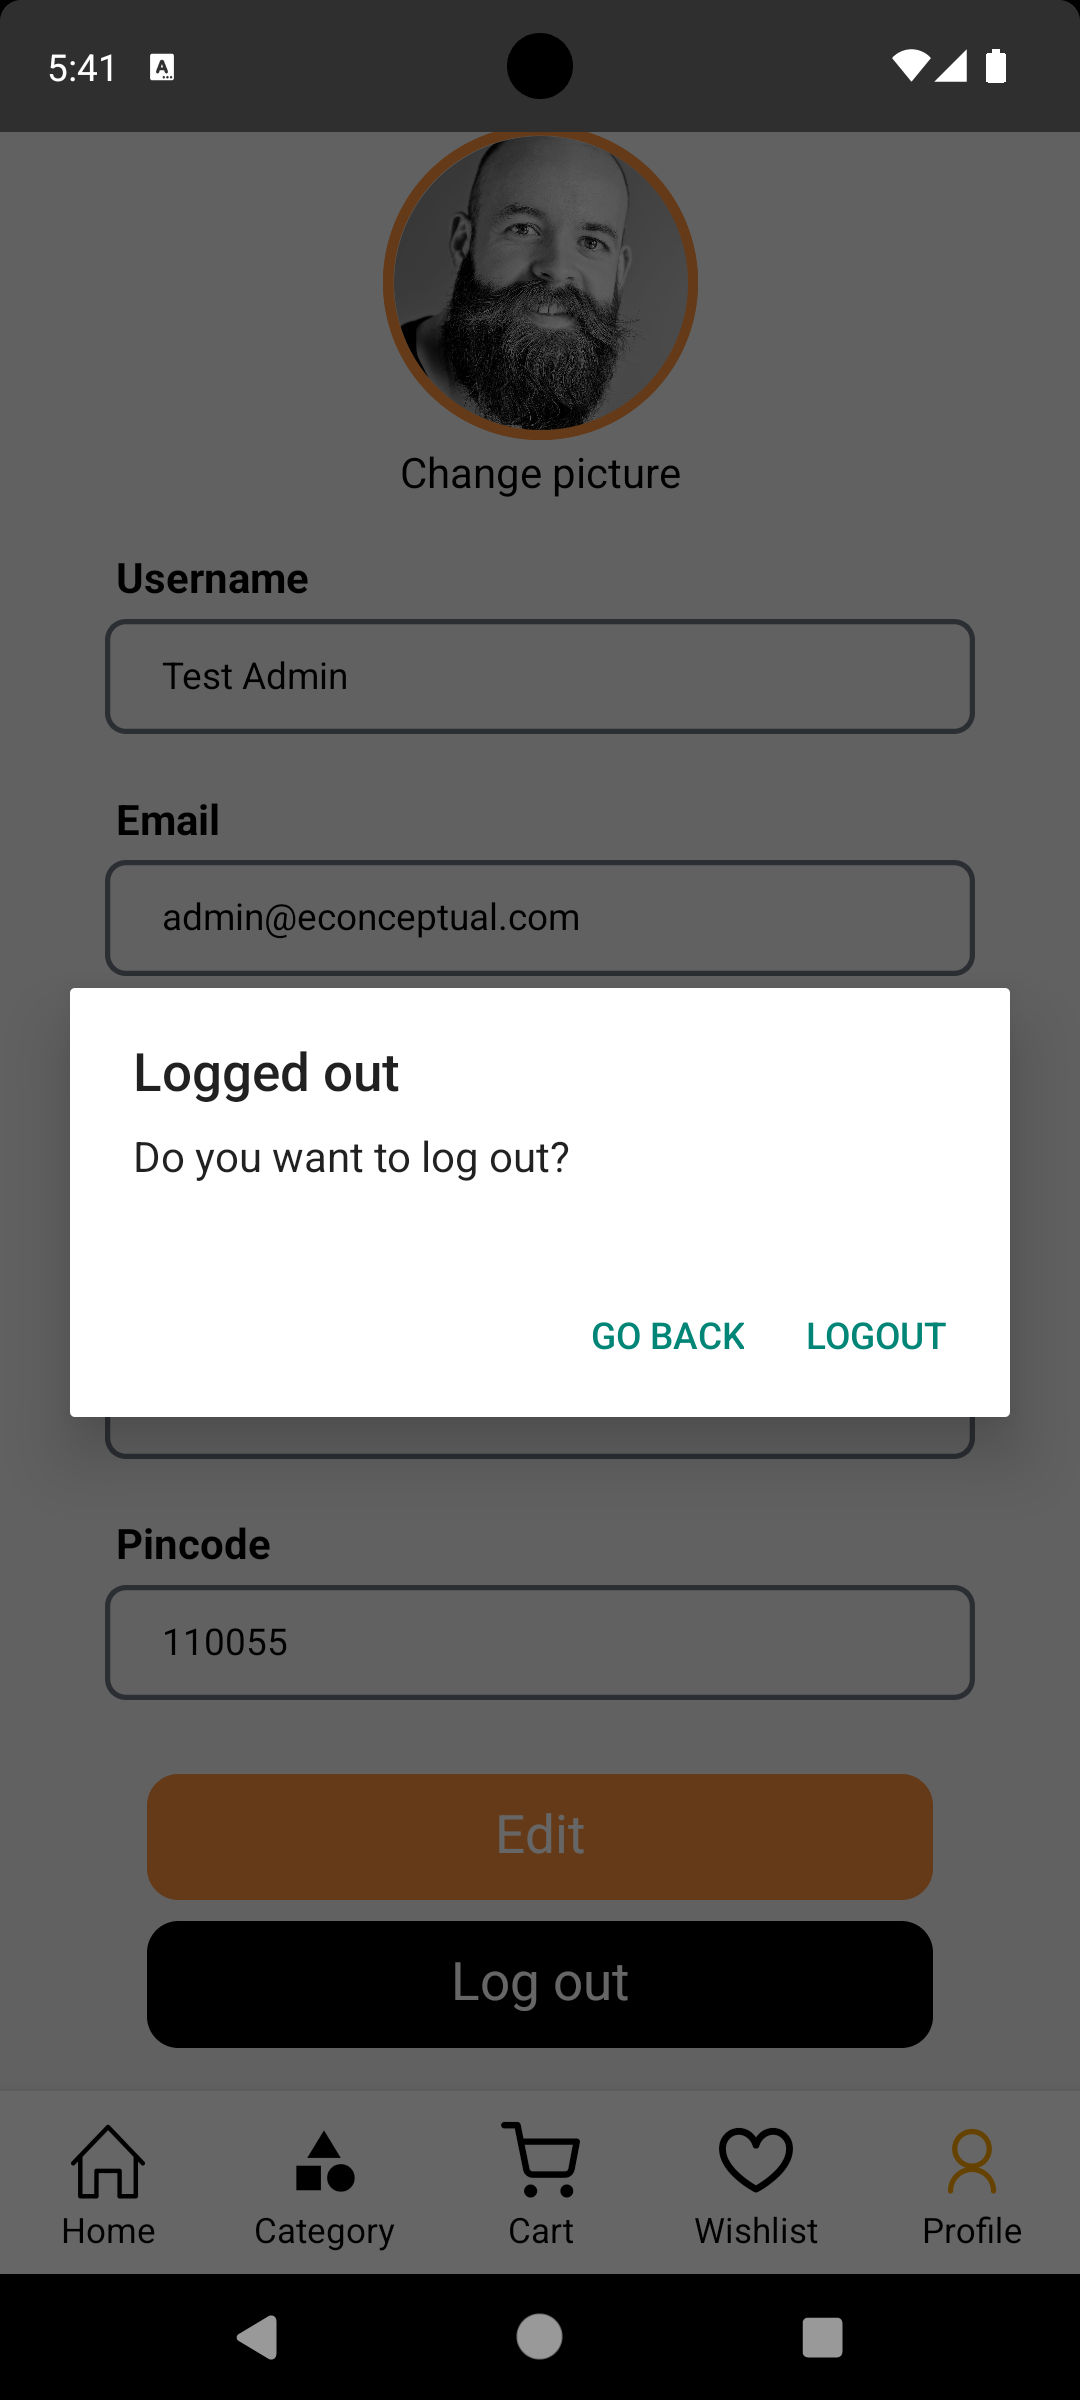 5:41
Change picture
Username
Test Admin
Email
admin@econceptual.com
Logged out
Do you want to log out?
GO BACK LOGOUT
Pincode
110055
Edit
Log out
Home Category Cart Wishlist Profile